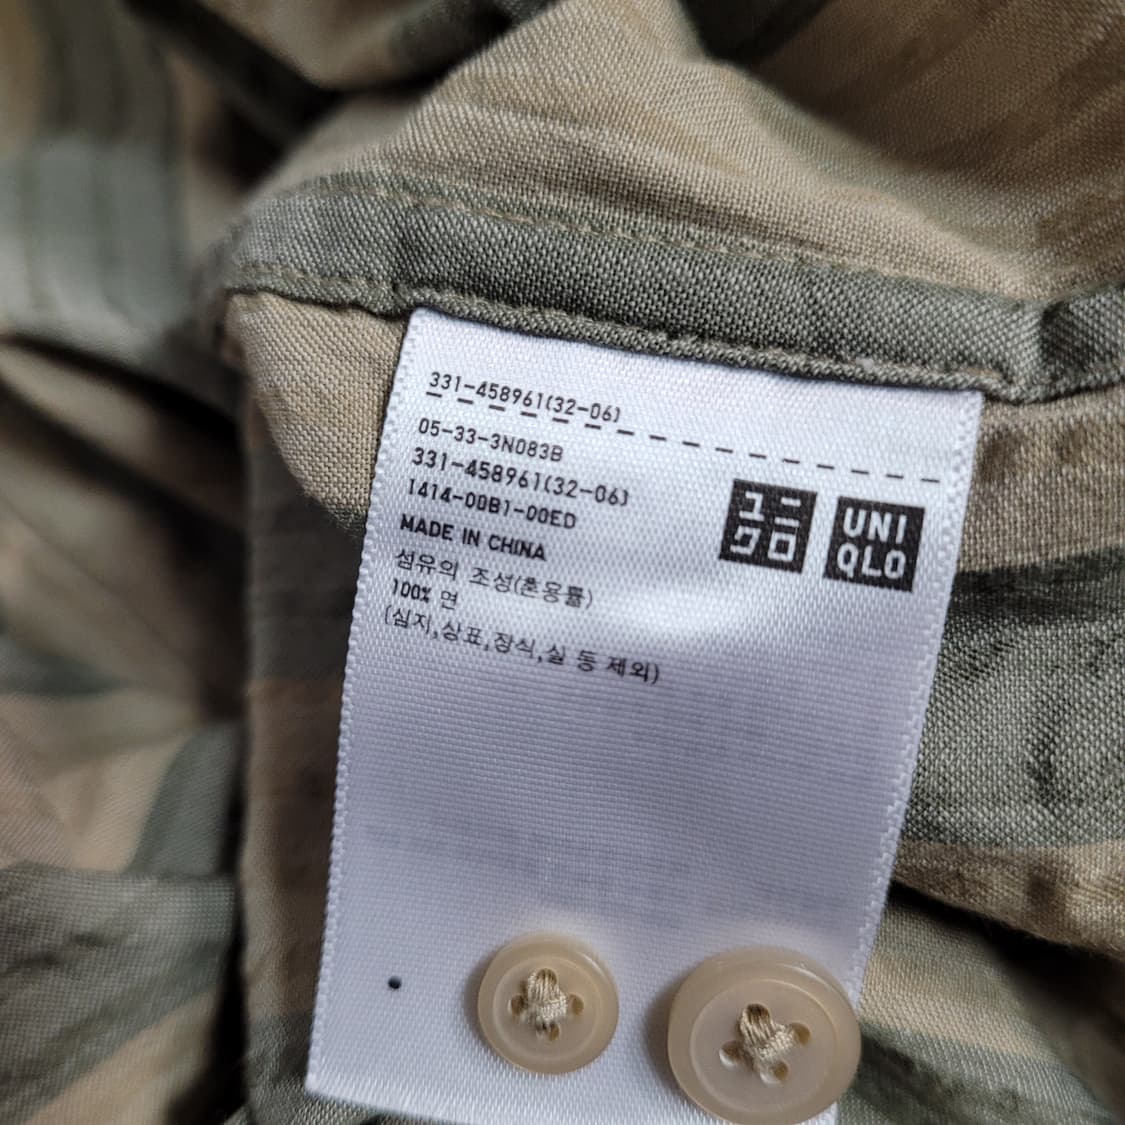 331-458961(32-06)
05-33-3N083B
331-458961(32-06)
1414-00B1-00ED
MADE IN CHINA
섬유의 조성(혼용률)
100% 면
(심지,상표,장식,실 등 제외)
ユニ
クロ
UNI
QLO